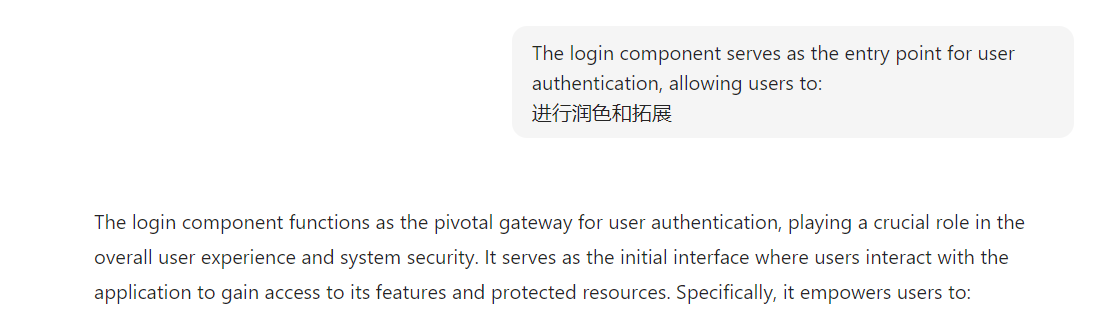 The login component serves as the entry point for user
authentication, allowing users to:
进行润色和拓展
The login component functions as the pivotal gateway for user authentication, playing a crucial role in the
overall user experience and system security. It serves as the initial interface where users interact with the
application to gain access to its features and protected resources. Specifically, it empowers users to: